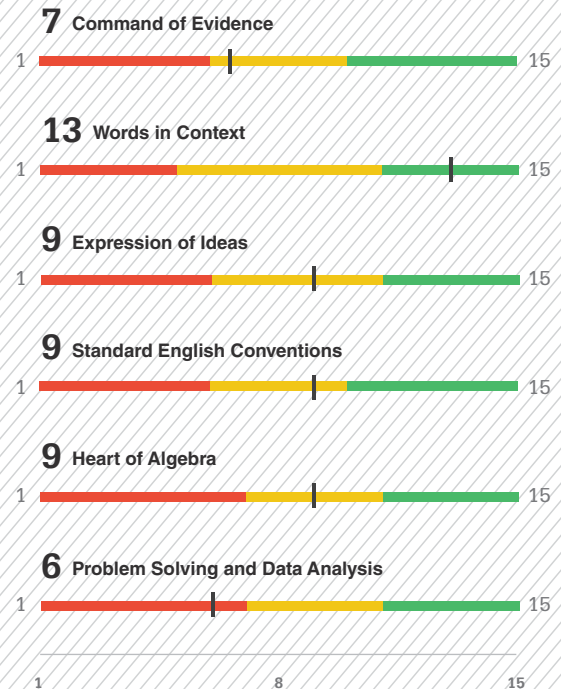 7 Command of Evidence
1 15
13 Words in Context
1 15
9 Expression of Ideas
1 15
9 Standard English Conventions
1 15
9 Heart of Algebra
1 15
6 Problem Solving and Data Analysis
1 15
1 8 15